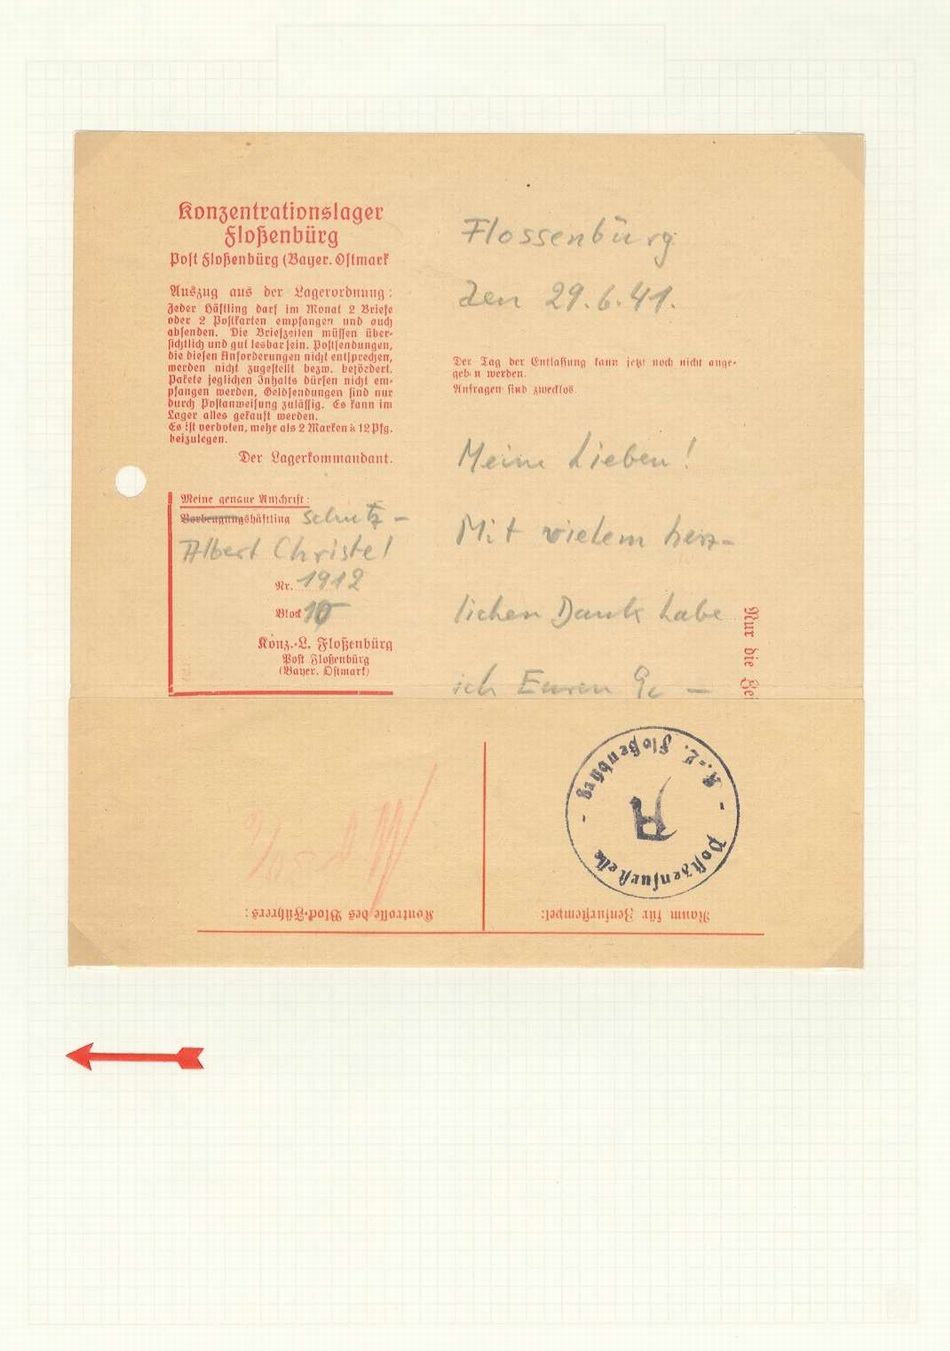 Konzentrationslager
Floßenbürg
Post Floßenbürg (Bayer. Ostmark
Auszug aus der Lagerordnung:
Jeder Häftling darf im Monat 2 Briefe
oder 2 Postkarten empfangen und auch
absenden. Die Briefzeilen müssen über-
sichtlich und gut lesbar sein. Postsendungen,
die diesen Anforderungen nicht entsprechen,
werden nicht zugestellt bezw. befördert.
Pakete jeglichen Inhalts dürfen nicht em-
pfangen werden, Geldsendungen sind nur
durch Postanweisung zulässig. Es kann im
Lager alles gekauft werden.
Es ist verboten, mehr als 2 Marken à 12 Pfg.
beizulegen.
Der Lagerkommandant.
Meine genaue Anschrift:
Vorbeugungshäftling Schutz-
Albert Christel
Nr. 1912
Block 10
Konz.-L. Floßenbürg
Post Floßenbürg
(Bayer. Ostmark)
Flossenbürg
den 29.6.41.
Der Tag der Entlassung kann jetzt noch nicht ange-
geb n werden.
Anfragen sind zwecklos.
Meine Lieben!
Mit vielem herz-
lichen Dank habe
ich Euren Ge-
Nur die Zei
Kontrolle des Block-Führers:
Raum für Zensurstempel:
K.-L. Floßenbürg
Postzensurstelle